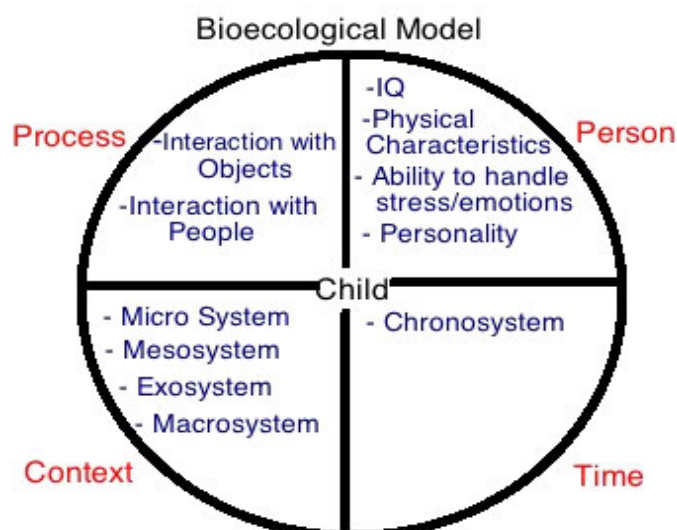 Bioecological Model
Process
-Interaction with
Objects
-Interaction with
People
-IQ
-Physical
Characteristics
- Ability to handle
stress/emotions
- Personality
Person
Child
- Micro System
- Mesosystem
- Exosystem
- Macrosystem
Context
- Chronosystem
Time